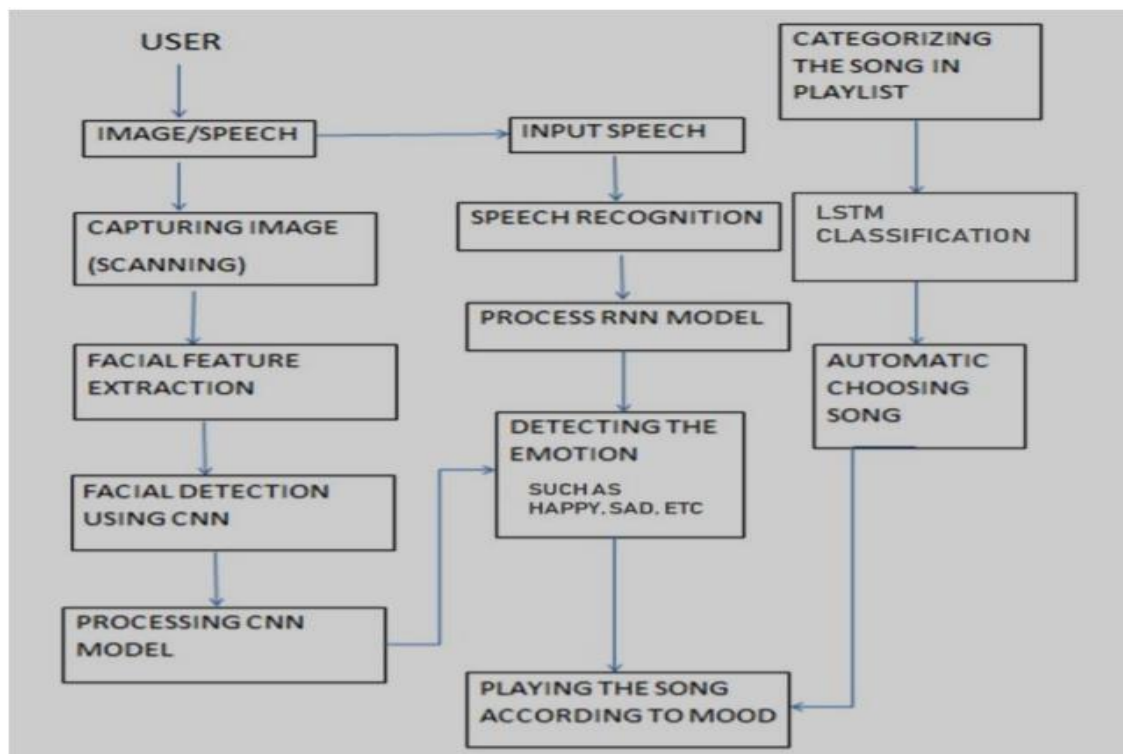 USER
IMAGE/SPEECH
CAPTURING IMAGE
(SCANNING)
FACIAL FEATURE
EXTRACTION
FACIAL DETECTION
USING CNN
PROCESSING CNN
MODEL
INPUT SPEECH
SPEECH RECOGNITION
PROCESS RNN MODEL
DETECTING THE
EMOTION
SUCH AS
HAPPY, SAD, ETC
PLAYING THE SONG
ACCORDING TO MOOD
CATEGORIZING
THE SONG IN
PLAYLIST
LSTM
CLASSIFICATION
AUTOMATIC
CHOOSING
SONG